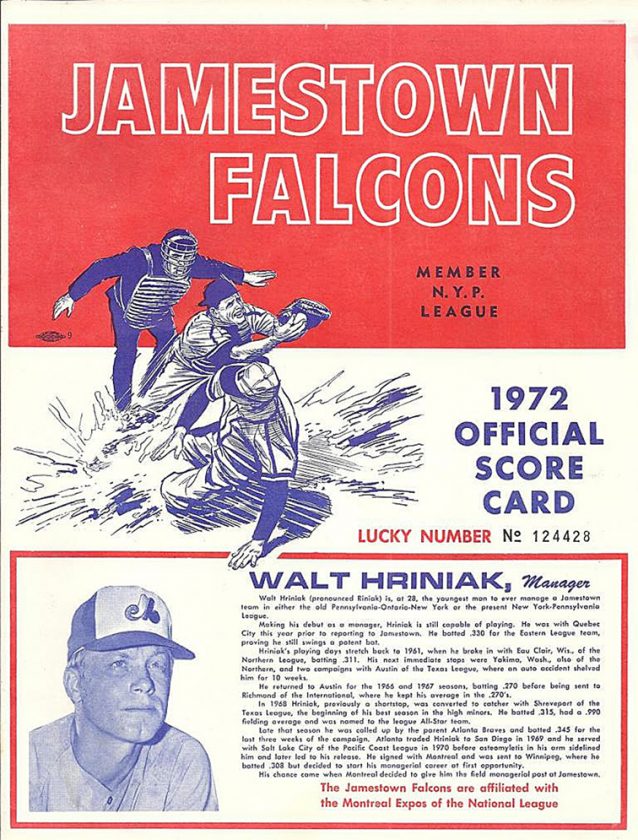 JAMESTOWN
FALCONS
MEMBER
N.Y.P.
LEAGUE
9
1972
OFFICIAL
SCORE
CARD
LUCKY NUMBER № 124428
WALT HRINIAK, Manager
Walt Hriniak (pronounced Riniak) is, at 28, the youngest man to ever manage a Jamestown
team in either the old Pennsylvania-Ontario-New York or the present New York-Pennsylvania
League.
Making his debut as a manager, Hriniak is still capable of playing. He was with Quebec
City this year prior to reporting to Jamestown. He batted .330 for the Eastern League team,
proving he still swings a potent bat.
Hriniak's playing days stretch back to 1961, when he broke in with Eau Clair, Wis., of the
Northern League, batting .311. His next immediate stops were Yakima, Wash., also of the
Northern, and two campaigns with Austin of the Texas League, where an auto accident shelved
him for 10 weeks.
He returned to Austin for the 1966 and 1967 seasons, batting .270 before being sent to
Richmond of the International, where he kept his average in the .270's.
In 1968 Hriniak, previously a shortstop, was converted to catcher with Shreveport of the
Texas League, the beginning of his best season in the high minors. He batted .315, had a .990
fielding average and was named to the league All-Star team.
Late that season he was called up by the parent Atlanta Braves and batted .345 for the
last three weeks of the campaign. Atlanta traded Hriniak to San Diego in 1969 and he served
with Salt Lake City of the Pacific Coast League in 1970 before osteomyletis in his arm sidelined
him and later led to his release. He signed with Montreal and was sent to Winnipeg, where he
batted .308 but decided to start his managerial career at first opportunity.
His chance came when Montreal decided to give him the field managerial post at Jamestown.
The Jamestown Falcons are affiliated with
the Montreal Expos of the National League